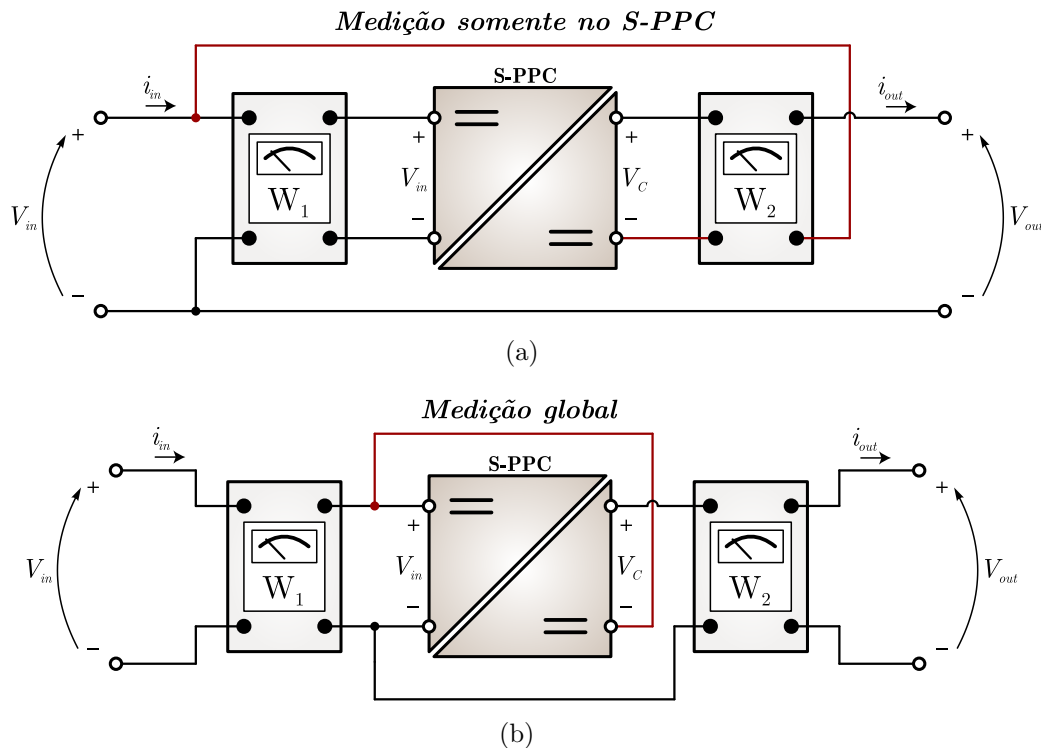 Medição somente no S-PPC
S-PPC
i_in
i_out
+
+
+
+
V_in
V_in
V_C
V_out
W_1
W_2
−
−
−
−
(a)
Medição global
S-PPC
i_in
i_out
+
+
+
+
V_in
V_in
V_C
V_out
W_1
W_2
−
−
−
−
(b)